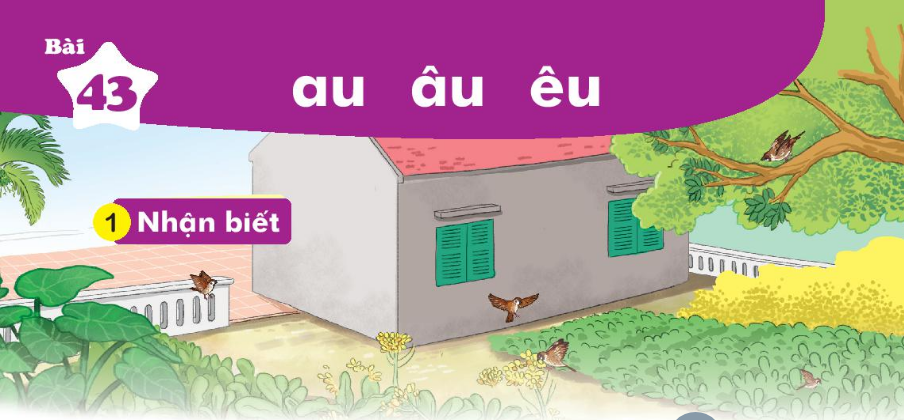 Bài
43
au âu êu
1 Nhận biết